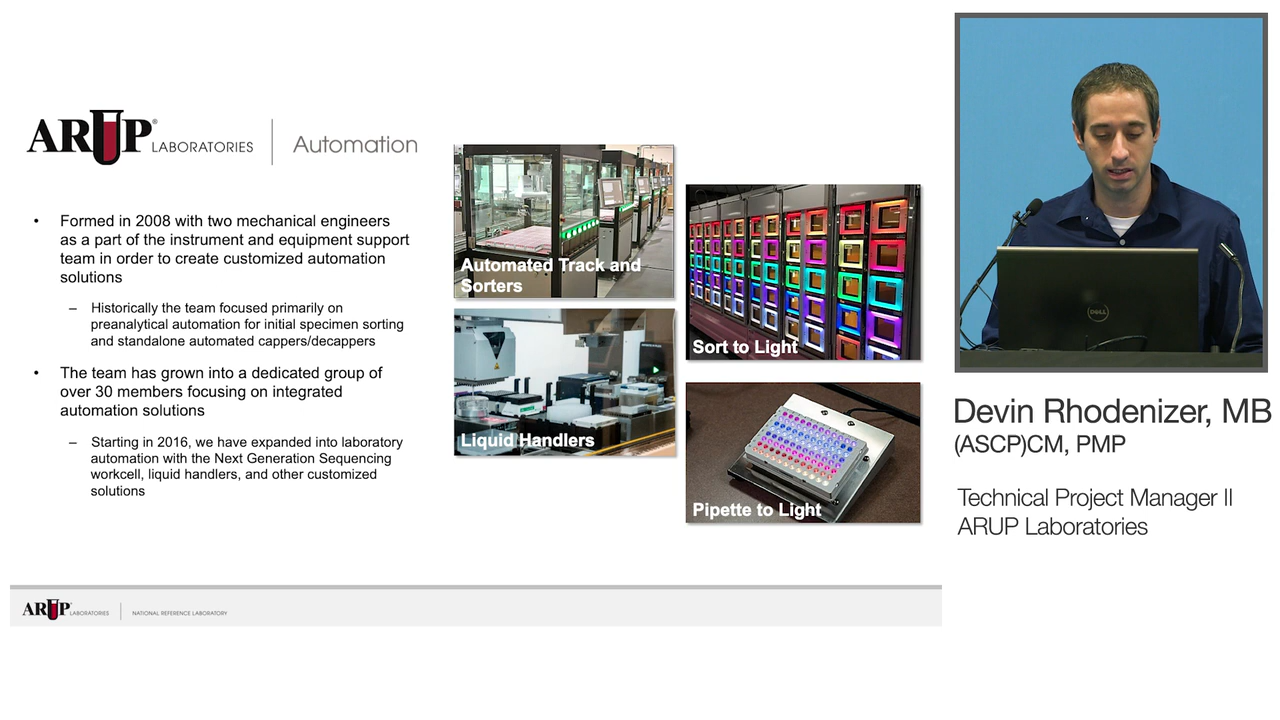 ARUP® LABORATORIES | Automation
• Formed in 2008 with two mechanical engineers
as a part of the instrument and equipment support
team in order to create customized automation
solutions
– Historically the team focused primarily on
preanalytical automation for initial specimen sorting
and standalone automated cappers/decappers
• The team has grown into a dedicated group of
over 30 members focusing on integrated
automation solutions
– Starting in 2016, we have expanded into laboratory
automation with the Next Generation Sequencing
workcell, liquid handlers, and other customized
solutions
Automated Track and
Sorters
Sort to Light
Liquid Handlers
Pipette to Light
ARUP LABORATORIES | NATIONAL REFERENCE LABORATORY
DELL
Devin Rhodenizer, MB
(ASCP)CM, PMP
Technical Project Manager II
ARUP Laboratories